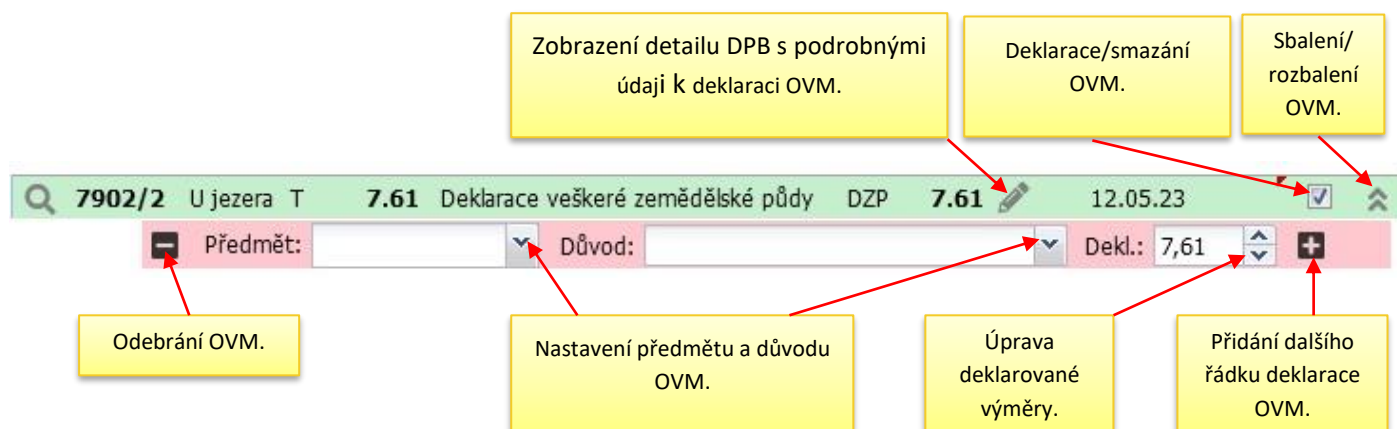 Zobrazení detailu DPB s podrobnými
údaji k deklaraci OVM.
Deklarace/smazání
OVM.
Sbalení/
rozbalení
OVM.
7902/2 U jezera T 7.61 Deklarace veškeré zemědělské půdy DZP 7.61 12.05.23
Předmět: Důvod: Dekl.: 7,61
Odebrání OVM.
Nastavení předmětu a důvodu
OVM.
Úprava
deklarované
výměry.
Přidání dalšího
řádku deklarace
OVM.